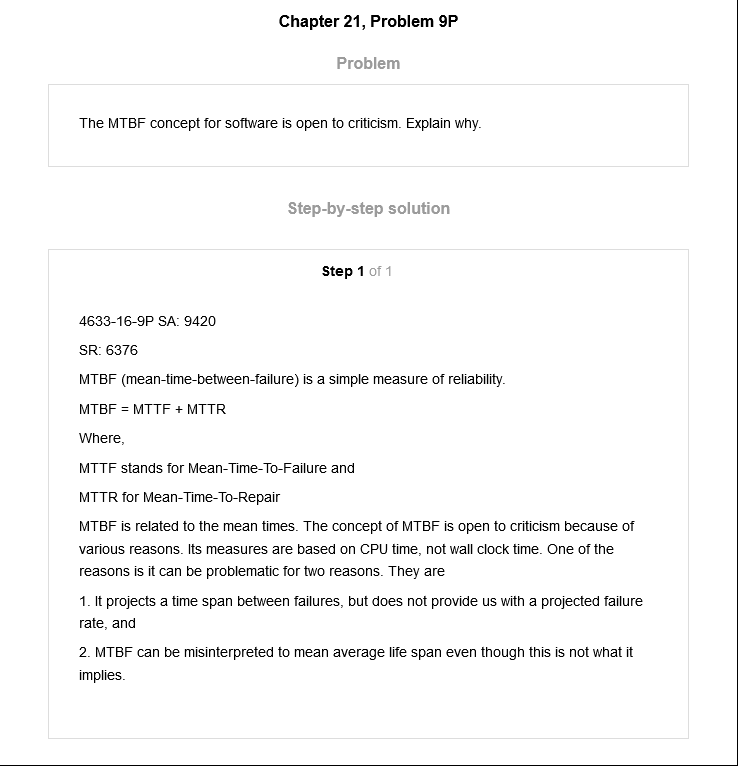 Chapter 21, Problem 9P
Problem
The MTBF concept for software is open to criticism. Explain why.
Step-by-step solution
Step 1 of 1
4633-16-9P SA: 9420
SR: 6376
MTBF (mean-time-between-failure) is a simple measure of reliability.
MTBF = MTTF + MTTR
Where,
MTTF stands for Mean-Time-To-Failure and
MTTR for Mean-Time-To-Repair
MTBF is related to the mean times. The concept of MTBF is open to criticism because of
various reasons. Its measures are based on CPU time, not wall clock time. One of the
reasons is it can be problematic for two reasons. They are
1. It projects a time span between failures, but does not provide us with a projected failure
rate, and
2. MTBF can be misinterpreted to mean average life span even though this is not what it
implies.